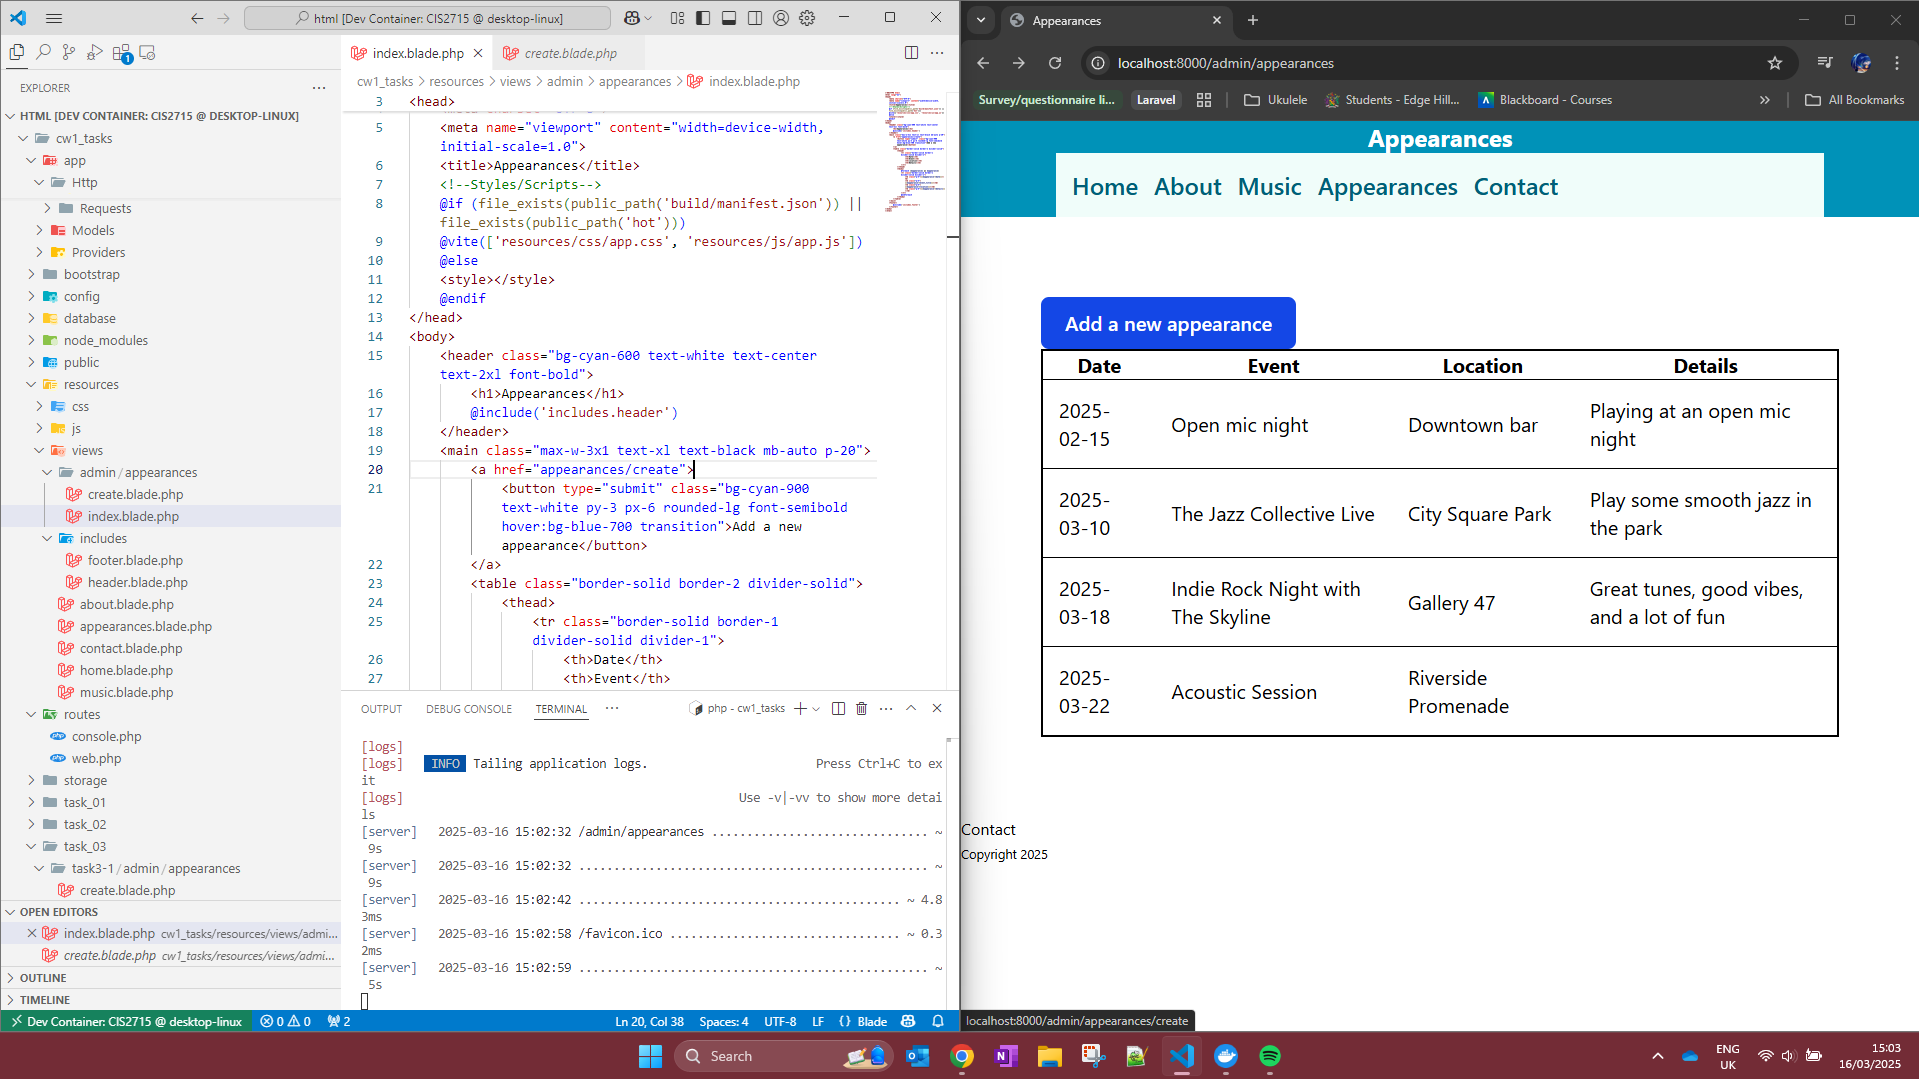 html [Dev Container: CIS2715 @ desktop-linux]
EXPLORER
HTML [DEV CONTAINER: CIS2715 @ DESKTOP-LINUX]
cw1_tasks
app
Http
Requests
Models
Providers
bootstrap
config
database
node_modules
public
resources
css
js
views
admin / appearances
create.blade.php
index.blade.php
includes
footer.blade.php
header.blade.php
about.blade.php
appearances.blade.php
contact.blade.php
home.blade.php
music.blade.php
routes
console.php
web.php
storage
task_01
task_02
task_03
task3-1 / admin / appearances
create.blade.php
OPEN EDITORS
index.blade.php cw1_tasks/resources/views/admi...
create.blade.php cw1_tasks/resources/views/adm...
OUTLINE
TIMELINE
index.blade.php
create.blade.php
cw1_tasks > resources > views > admin > appearances > index.blade.php
3 <head>
5 <meta name="viewport" content="width=device-width,
initial-scale=1.0">
6 <title>Appearances</title>
7 <!--Styles/Scripts-->
8 @if (file_exists(public_path('build/manifest.json')) ||
file_exists(public_path('hot')))
9 @vite(['resources/css/app.css', 'resources/js/app.js'])
10 @else
11 <style></style>
12 @endif
13 </head>
14 <body>
15 <header class="bg-cyan-600 text-white text-center
text-2xl font-bold">
16 <h1>Appearances</h1>
17 @include('includes.header')
18 </header>
19 <main class="max-w-3x1 text-xl text-black mb-auto p-20">
20 <a href="appearances/create">
21 <button type="submit" class="bg-cyan-900
text-white py-3 px-6 rounded-lg font-semibold
hover:bg-blue-700 transition">Add a new
appearance</button>
22 </a>
23 <table class="border-solid border-2 divider-solid">
24 <thead>
25 <tr class="border-solid border-1
divider-solid divider-1">
26 <th>Date</th>
27 <th>Event</th>
OUTPUT DEBUG CONSOLE TERMINAL
php - cw1_tasks
[logs]
[logs] INFO Tailing application logs. Press Ctrl+C to ex
it
[logs] Use -v|-vv to show more detai
ls
[server] 2025-03-16 15:02:32 /admin/appearances ............................. ~
9s
[server] 2025-03-16 15:02:32 .............................................. ~
9s
[server] 2025-03-16 15:02:42 .......................................... ~ 4.8
3ms
[server] 2025-03-16 15:02:58 /favicon.ico .............................. ~ 0.3
2ms
[server] 2025-03-16 15:02:59 .............................................. ~
5s
Dev Container: CIS2715 @ desktop-linux
0 0
2
Ln 20, Col 38
Spaces: 4
UTF-8
LF
{} Blade
Appearances
localhost:8000/admin/appearances
Survey/questionnaire li...
Laravel
Ukulele
Students - Edge Hill...
Blackboard - Courses
All Bookmarks
Appearances
Home About Music Appearances Contact
Add a new appearance
Date Event Location Details
2025-
02-15
Open mic night
Downtown bar
Playing at an open mic
night
2025-
03-10
The Jazz Collective Live
City Square Park
Play some smooth jazz in
the park
2025-
03-18
Indie Rock Night with
The Skyline
Gallery 47
Great tunes, good vibes,
and a lot of fun
2025-
03-22
Acoustic Session
Riverside
Promenade
Contact
Copyright 2025
localhost:8000/admin/appearances/create
Search
ENG
UK
15:03
16/03/2025